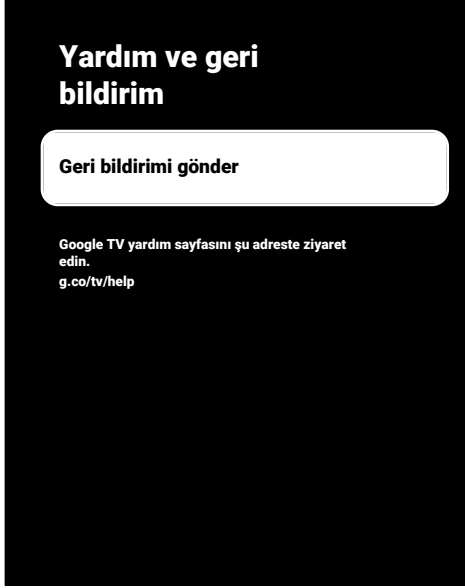 Yardım ve geri
bildirim
Geri bildirimi gönder
Google TV yardım sayfasını şu adreste ziyaret
edin.
g.co/tv/help